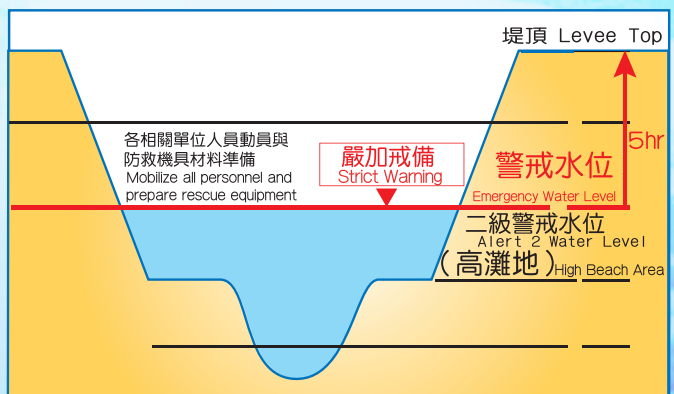 堤頂 Levee Top
各相關單位人員動員與
防救機具材料準備
Mobilize all personnel and
prepare rescue equipment
嚴加戒備
Strict Warning
5hr
警戒水位
Emergency Water Level
二級警戒水位
Alert 2 Water Level
(高灘地)High Beach Area